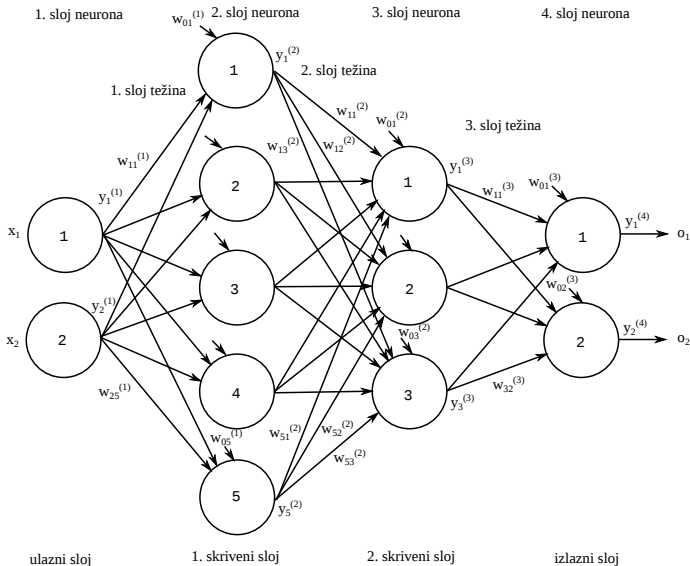 1. sloj neurona
2. sloj neurona
3. sloj neurona
4. sloj neurona
w₀₁⁽¹⁾
y₁⁽²⁾
1
2. sloj težina
1. sloj težina
w₁₁⁽²⁾
w₀₁⁽²⁾
3. sloj težina
w₁₃⁽²⁾
w₁₂⁽²⁾
w₁₁⁽¹⁾
y₁⁽³⁾
2
1
w₁₁⁽³⁾
w₀₁⁽³⁾
y₁⁽¹⁾
y₁⁽⁴⁾
x₁
1
1
o₁
3
2
w₀₂⁽³⁾
y₂⁽¹⁾
w₀₃⁽²⁾
y₂⁽⁴⁾
x₂
2
2
o₂
w₂₅⁽¹⁾
4
3
y₃⁽³⁾
w₃₂⁽³⁾
w₀₅⁽¹⁾
w₅₁⁽²⁾
w₅₂⁽²⁾
w₅₃⁽²⁾
5
y₅⁽²⁾
ulazni sloj
1. skriveni sloj
2. skriveni sloj
izlazni sloj